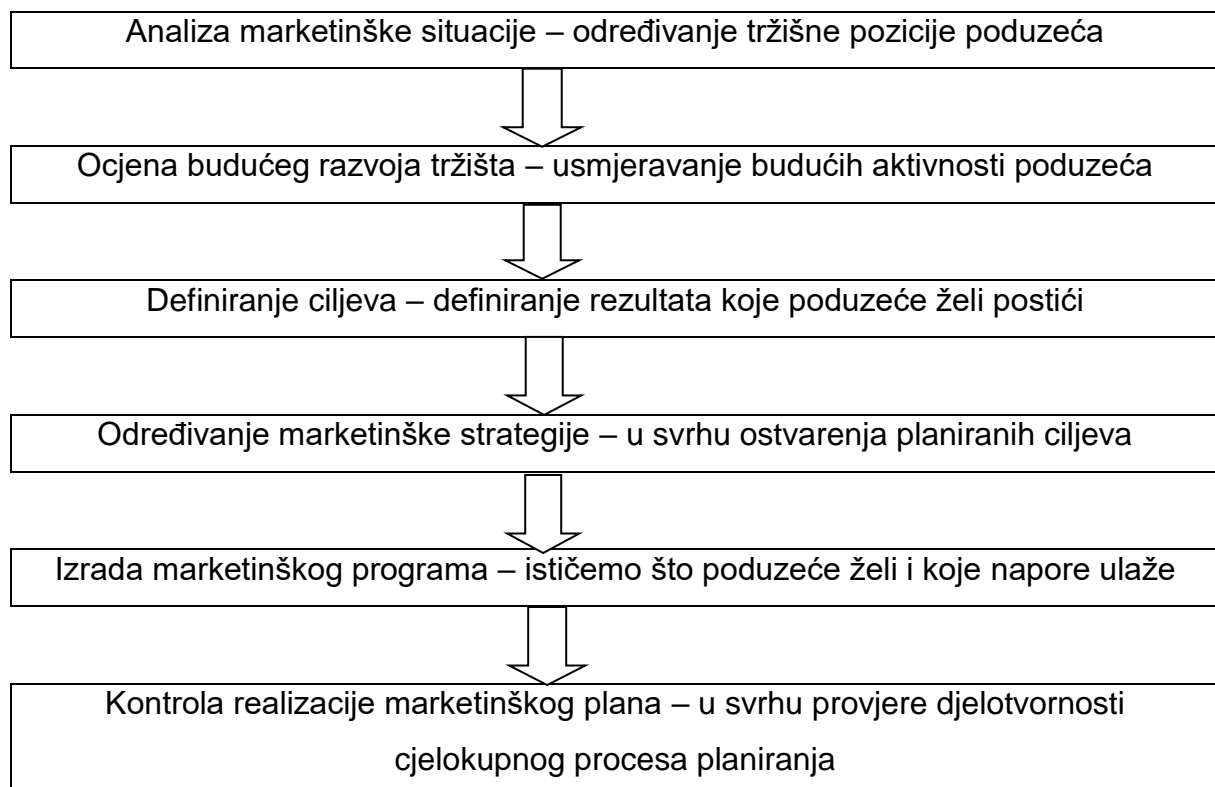 Analiza marketinške situacije – određivanje tržišne pozicije poduzeća
Ocjena budućeg razvoja tržišta – usmjeravanje budućih aktivnosti poduzeća
Definiranje ciljeva – definiranje rezultata koje poduzeće želi postići
Određivanje marketinške strategije – u svrhu ostvarenja planiranih ciljeva
Izrada marketinškog programa – ističemo što poduzeće želi i koje napore ulaže
Kontrola realizacije marketinškog plana – u svrhu provjere djelotvornosti
cjelokupnog procesa planiranja